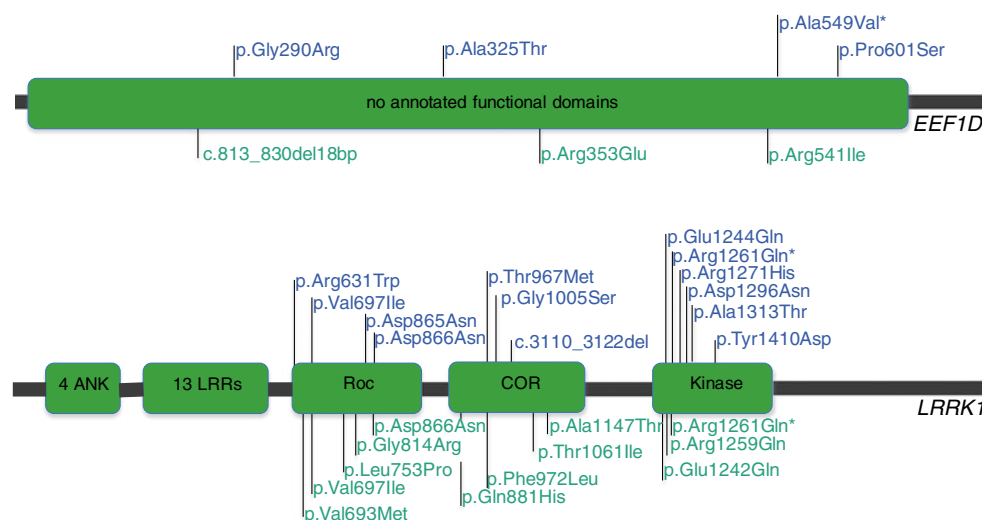 p.Ala549Val*
p.Gly290Arg
p.Ala325Thr
p.Pro601Ser
no annotated functional domains
EEF1D
c.813_830del18bp
p.Arg353Glu
p.Arg541Ile
p.Glu1244Gln
p.Arg1261Gln*
p.Arg1271His
p.Arg631Trp
p.Thr967Met
p.Asp1296Asn
p.Val697Ile
p.Gly1005Ser
p.Ala1313Thr
p.Asp865Asn
p.Asp866Asn
c.3110_3122del
p.Tyr1410Asp
4 ANK
13 LRRs
Roc
COR
Kinase
LRRK1
p.Asp866Asn
p.Ala1147Thr
p.Arg1261Gln*
p.Gly814Arg
p.Thr1061Ile
p.Arg1259Gln
p.Leu753Pro
p.Phe972Leu
p.Glu1242Gln
p.Val697Ile
p.Gln881His
p.Val693Met